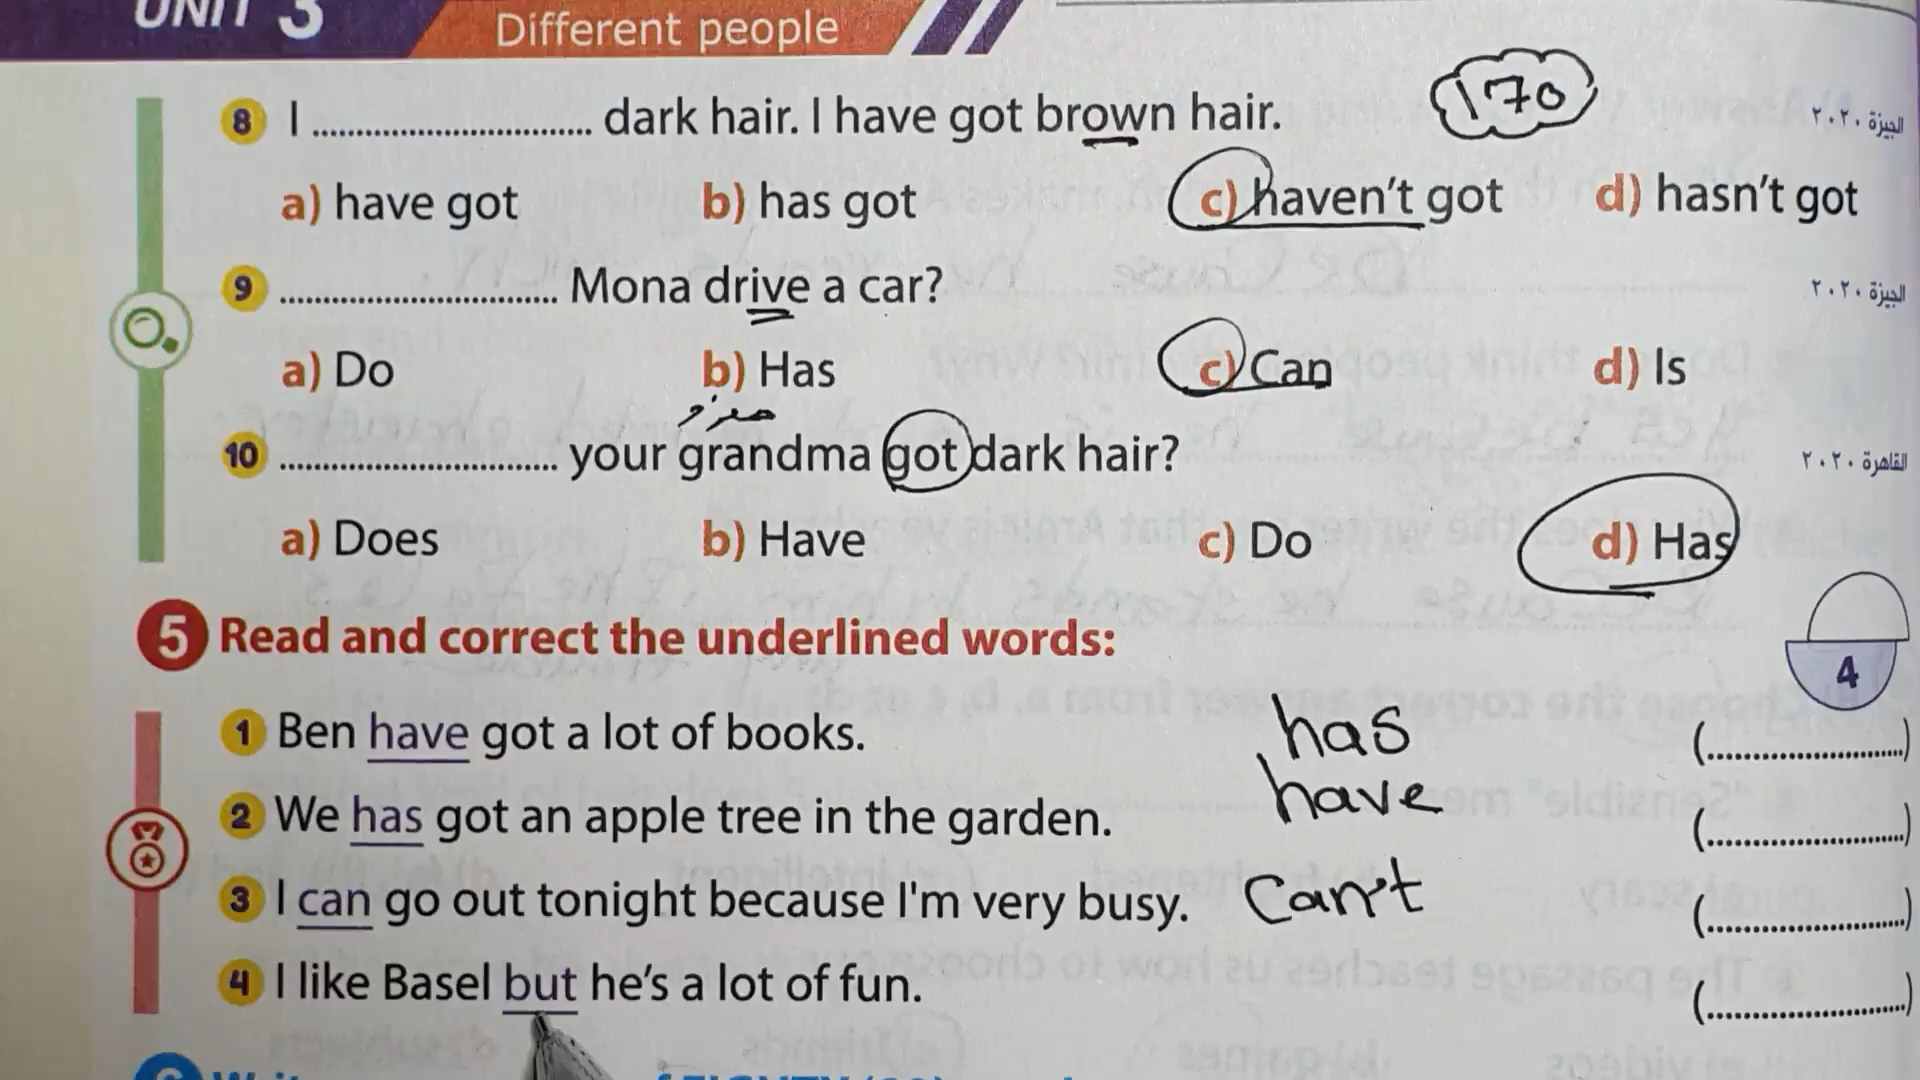 UNIT 3 Different people
8 I .............................. dark hair. I have got brown hair. 170 الجيزة ٢٠٢٠
a) have got b) has got c) haven't got d) hasn't got
9 .............................. Mona drive a car? الجيزة ٢٠٢٠
a) Do b) Has c) Can d) Is
مفرد
10 .............................. your grandma got dark hair? القاهرة ٢٠٢٠
a) Does b) Have c) Do d) Has
5 Read and correct the underlined words: 4
1 Ben have got a lot of books. has (........................)
2 We has got an apple tree in the garden. have (........................)
3 I can go out tonight because I'm very busy. Can't (........................)
4 I like Basel but he's a lot of fun. (........................)